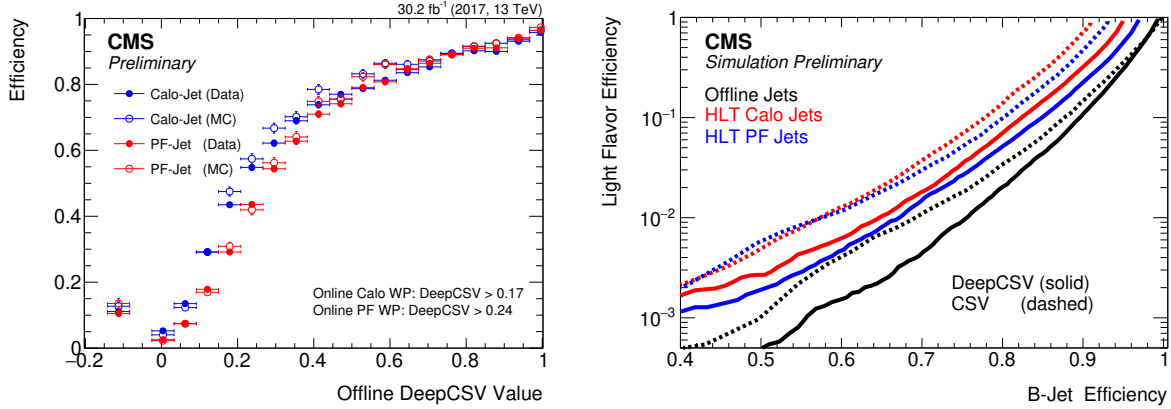 30.2 fb⁻¹ (2017, 13 TeV)
Efficiency
1
0.8
0.6
0.4
0.2
0
CMS
Preliminary
Calo-Jet (Data)
Calo-Jet (MC)
PF-Jet (Data)
PF-Jet (MC)
Online Calo WP: DeepCSV > 0.17
Online PF WP: DeepCSV > 0.24
−0.2 0 0.2 0.4 0.6 0.8 1
Offline DeepCSV Value
Light Flavor Efficiency
1
10⁻¹
10⁻²
10⁻³
CMS
Simulation Preliminary
Offline Jets
HLT Calo Jets
HLT PF Jets
DeepCSV (solid)
CSV (dashed)
0.4 0.5 0.6 0.7 0.8 0.9 1
B-Jet Efficiency